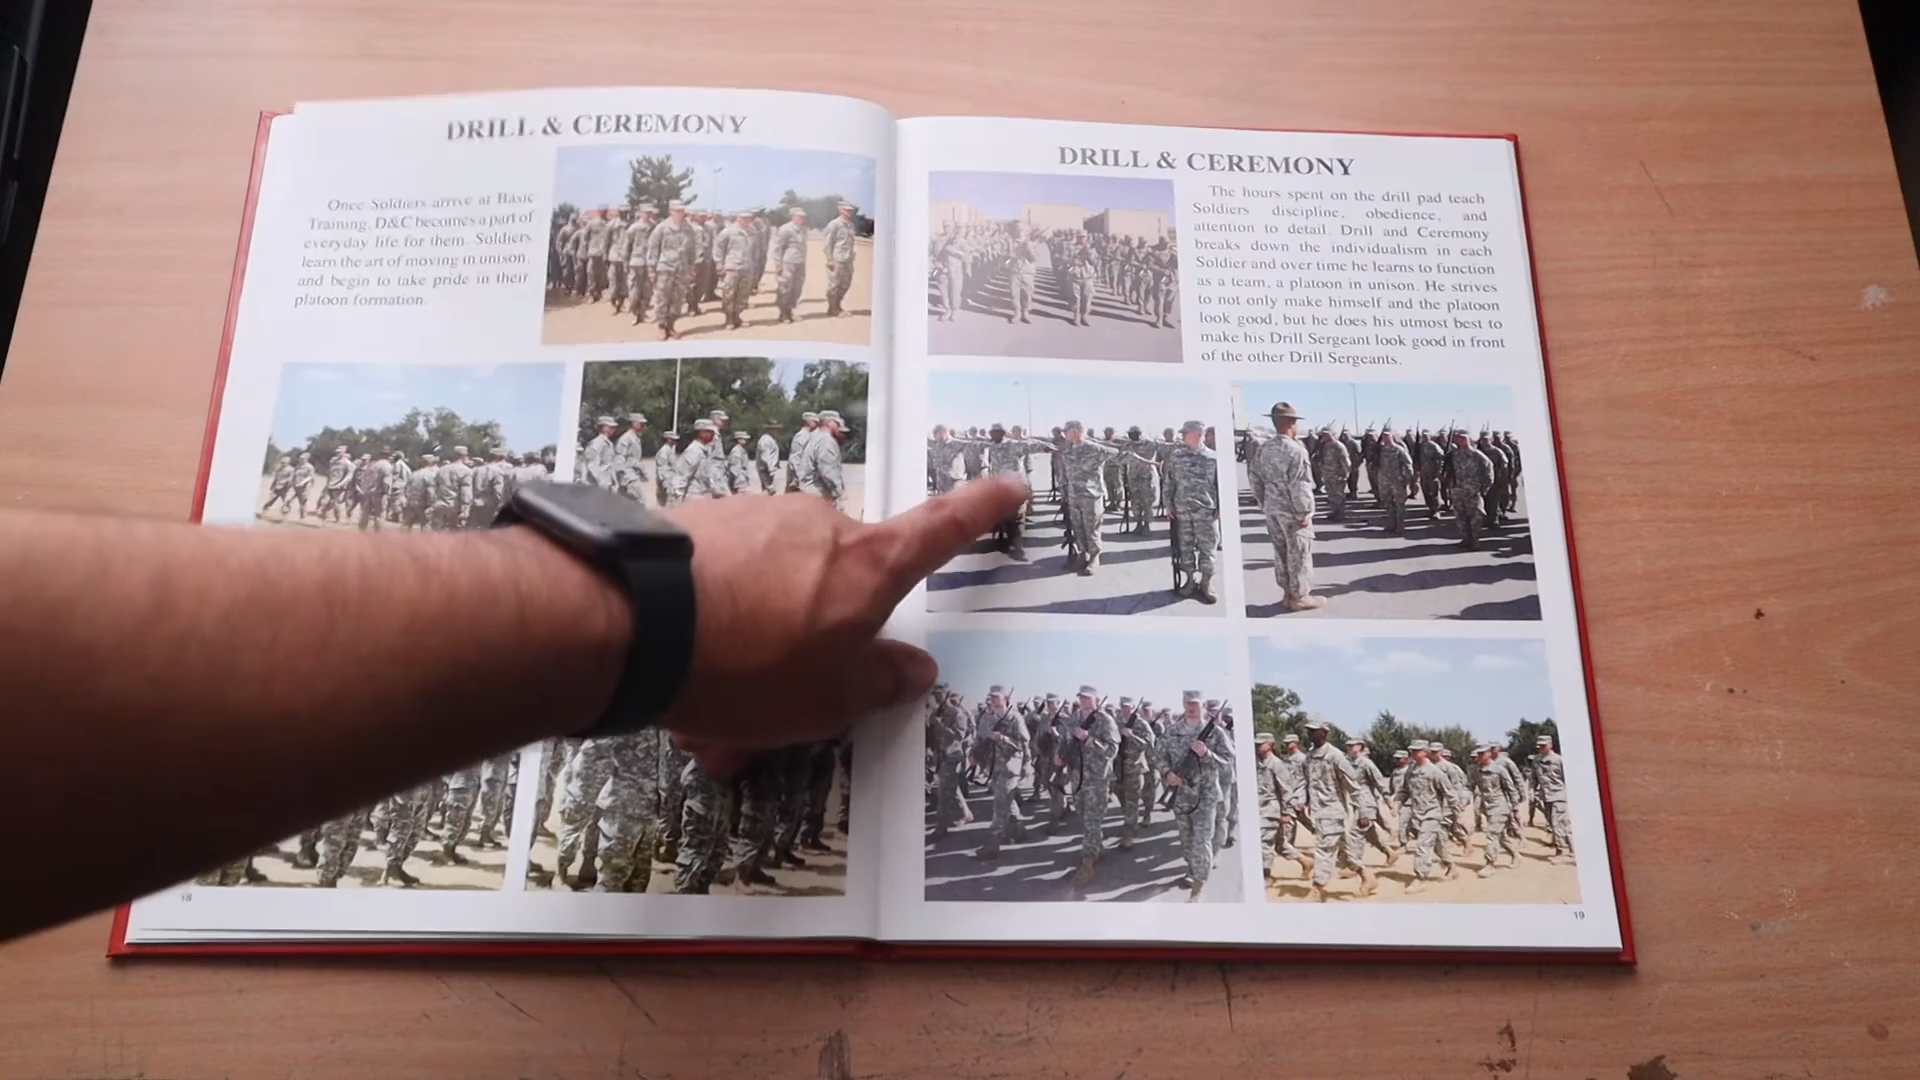 DRILL & CEREMONY
Once Soldiers arrive at Basic
Training, D&C becomes a part of
everyday life for them. Soldiers
learn the art of moving in unison,
and begin to take pride in their
platoon formation.
18
DRILL & CEREMONY
The hours spent on the drill pad teach
Soldiers discipline, obedience, and
attention to detail. Drill and Ceremony
breaks down the individualism in each
Soldier and over time he learns to function
as a team, a platoon in unison. He strives
to not only make himself and the platoon
look good, but he does his utmost best to
make his Drill Sergeant look good in front
of the other Drill Sergeants.
19